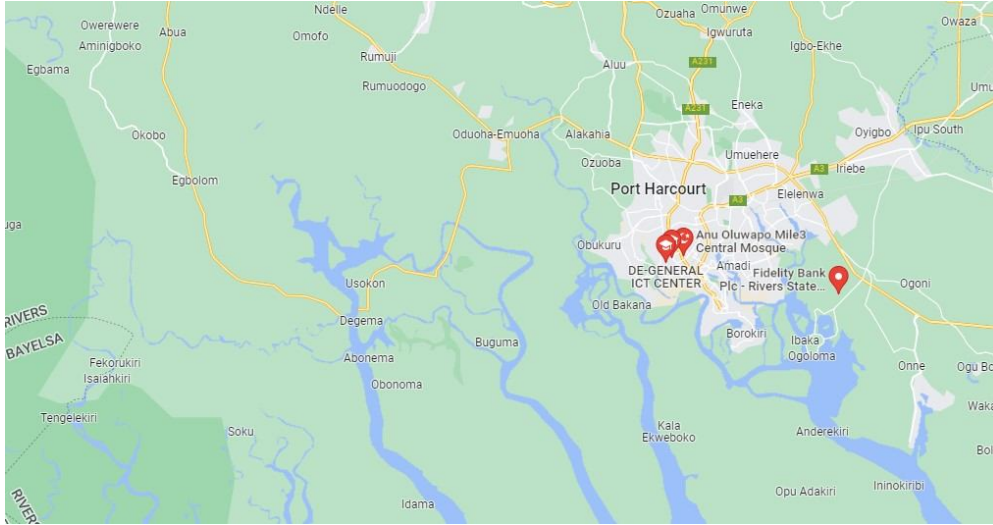 Ndelle
Ozuaha
Omunwe
Owerewere
Abua
Omofo
Igwuruta
Owaza
Aminigboko
Rumuji
Igbo-Ekhe
Egbama
Aluu
A231
Rumuodogo
Umu
Eneka
A231
Okobo
Oduoha-Emuoha
Alakahia
Oyigbo
Ipu South
Ozuoba
Umuehere
A3
Iriebe
Egbolom
Port Harcourt
Elelenwa
A3
uga
Obukuru
Anu Oluwapo Mile3
Central Mosque
DE-GENERAL
ICT CENTER
Amadi
Fidelity Bank
Plc - Rivers State...
Usokon
Ogoni
Old Bakana
RIVERS
BAYELSA
Degema
Borokiri
Ibaka
Ogoloma
Buguma
Abonema
Fekorukiri
Isaiahkiri
Onne
Ogu Bo
Obonoma
Tengelekiri
Waka
Soku
Kala
Ekweboko
Anderekiri
Bol
Opu Adakiri
Ininokiribi
RIVERS
Idama